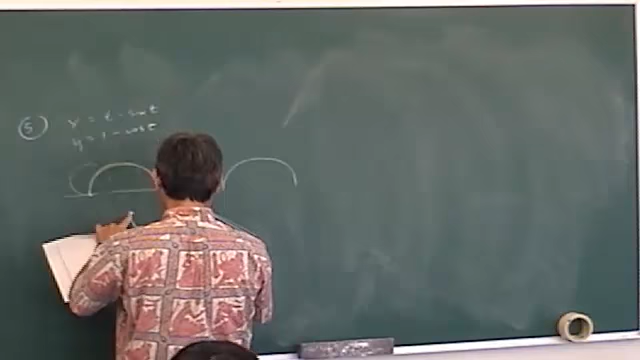 ⑤ x = t - sin t
y = 1 - cos t